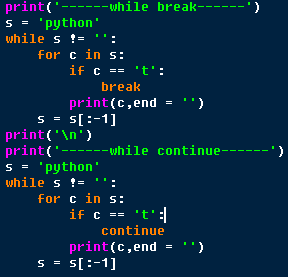 print('------while break------')
s = 'python'
while s != '':
    for c in s:
        if c == 't':
            break
        print(c,end = '')
    s = s[:-1]
print('\n')
print('------while continue------')
s = 'python'
while s != '':
    for c in s:
        if c == 't':
            continue
        print(c,end = '')
    s = s[:-1]